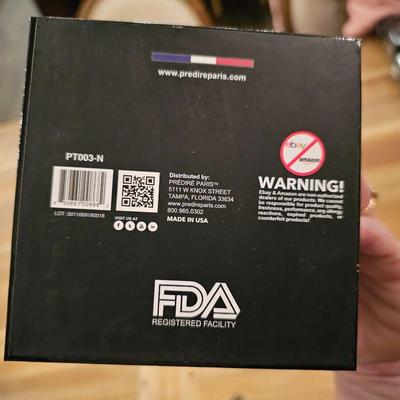 www.predireparis.com
PT003-N
LOT: 0011009180018
VISIT US AT
Distributed by:
PRÉDIRE PARIS™
5111 W KNOX STREET
TAMPA, FLORIDA 33634
www.predireparis.com
800.965.0302
MADE IN USA
ebay
amazon
WARNING!
Ebay & Amazon are non-authorized
dealers of our products. We cannot
be responsible for product quality,
freshness, performance, any allergy
reactions, expired products, or
counterfeit products!
FDA
REGISTERED FACILITY